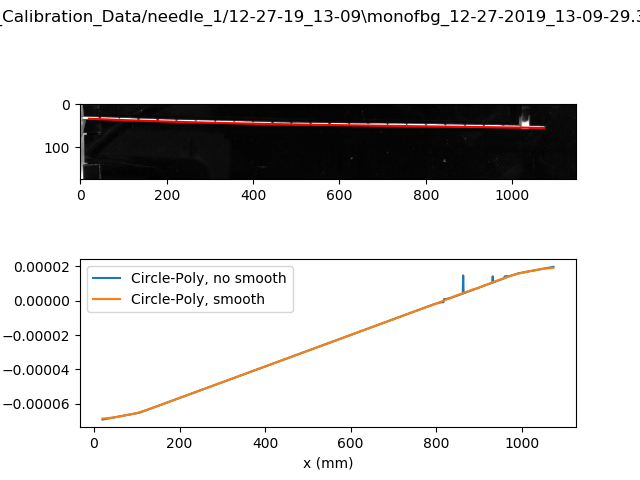 _Calibration_Data/needle_1/12-27-19_13-09\monofbg_12-27-2019_13-09-29.3
0
100
0 200 400 600 800 1000
0.00002
0.00000
−0.00002
−0.00004
−0.00006
Circle-Poly, no smooth
Circle-Poly, smooth
0 200 400 600 800 1000
x (mm)